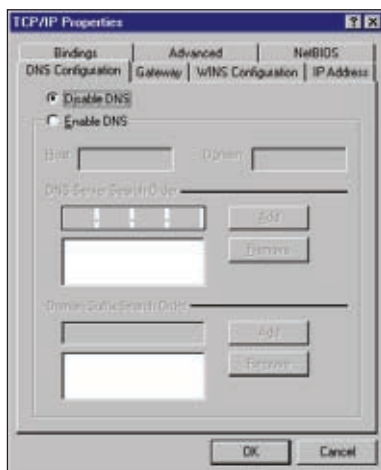 TCP/IP Properties
Bindings Advanced NetBIOS
DNS Configuration Gateway WINS Configuration IP Address
Disable DNS
Enable DNS
Host: Domain:
DNS Server Search Order
Add
Remove
Domain Suffix Search Order
Add
Remove
OK Cancel